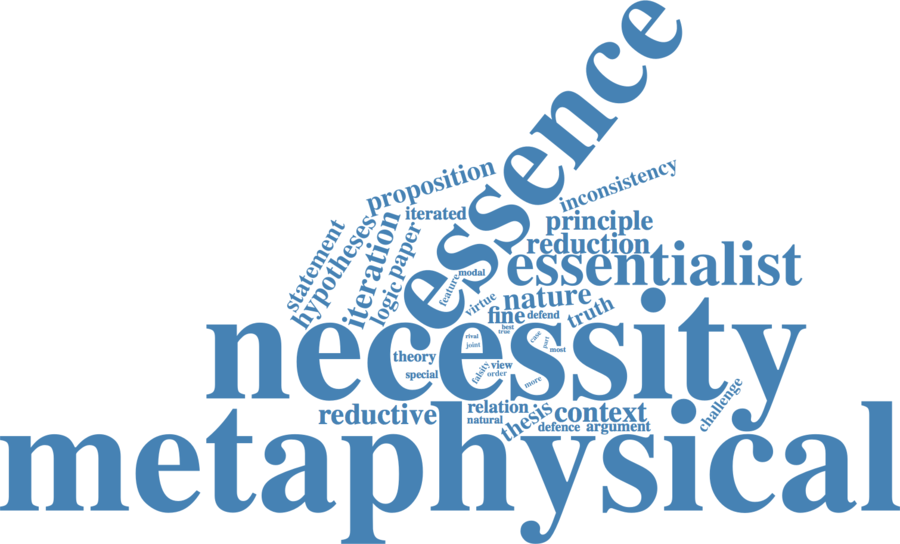 essence
proposition
inconsistency
iterated
principle
statement
hypotheses
iteration
logic
paper
reduction
essentialist
modal
feature
virtue
nature
fine
defend
truth
best
true
necessity
rival
joint
case
part
most
theory
view
special
falsity
order
more
challenge
reductive
relation
natural
thesis
context
defence
argument
metaphysical